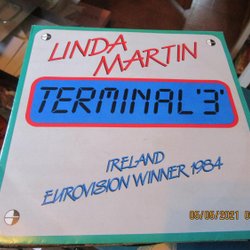 LINDA
MARTIN
TERMINAL '3'
IRELAND
EUROVISION WINNER 1984
05/05/2021